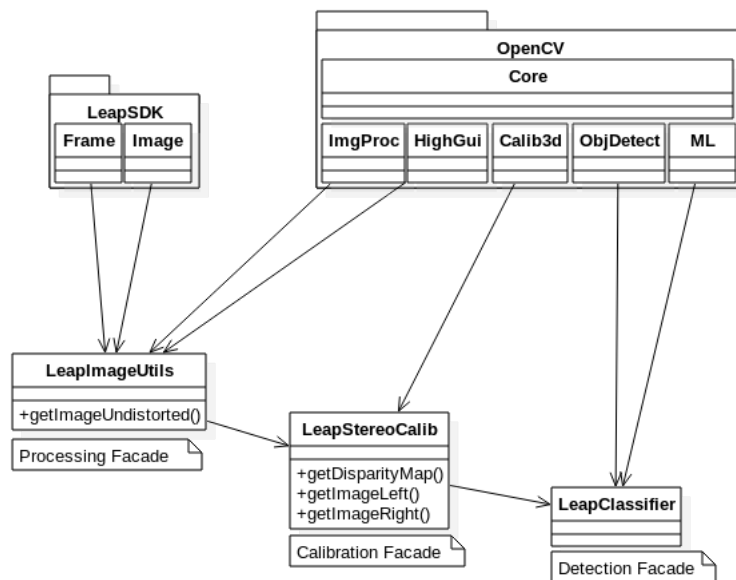 OpenCV
Core
LeapSDK
Frame Image
ImgProc HighGui Calib3d ObjDetect ML
LeapImageUtils
+getImageUndistorted()
Processing Facade
LeapStereoCalib
+getDisparityMap()
+getImageLeft()
+getImageRight()
Calibration Facade
LeapClassifier
Detection Facade